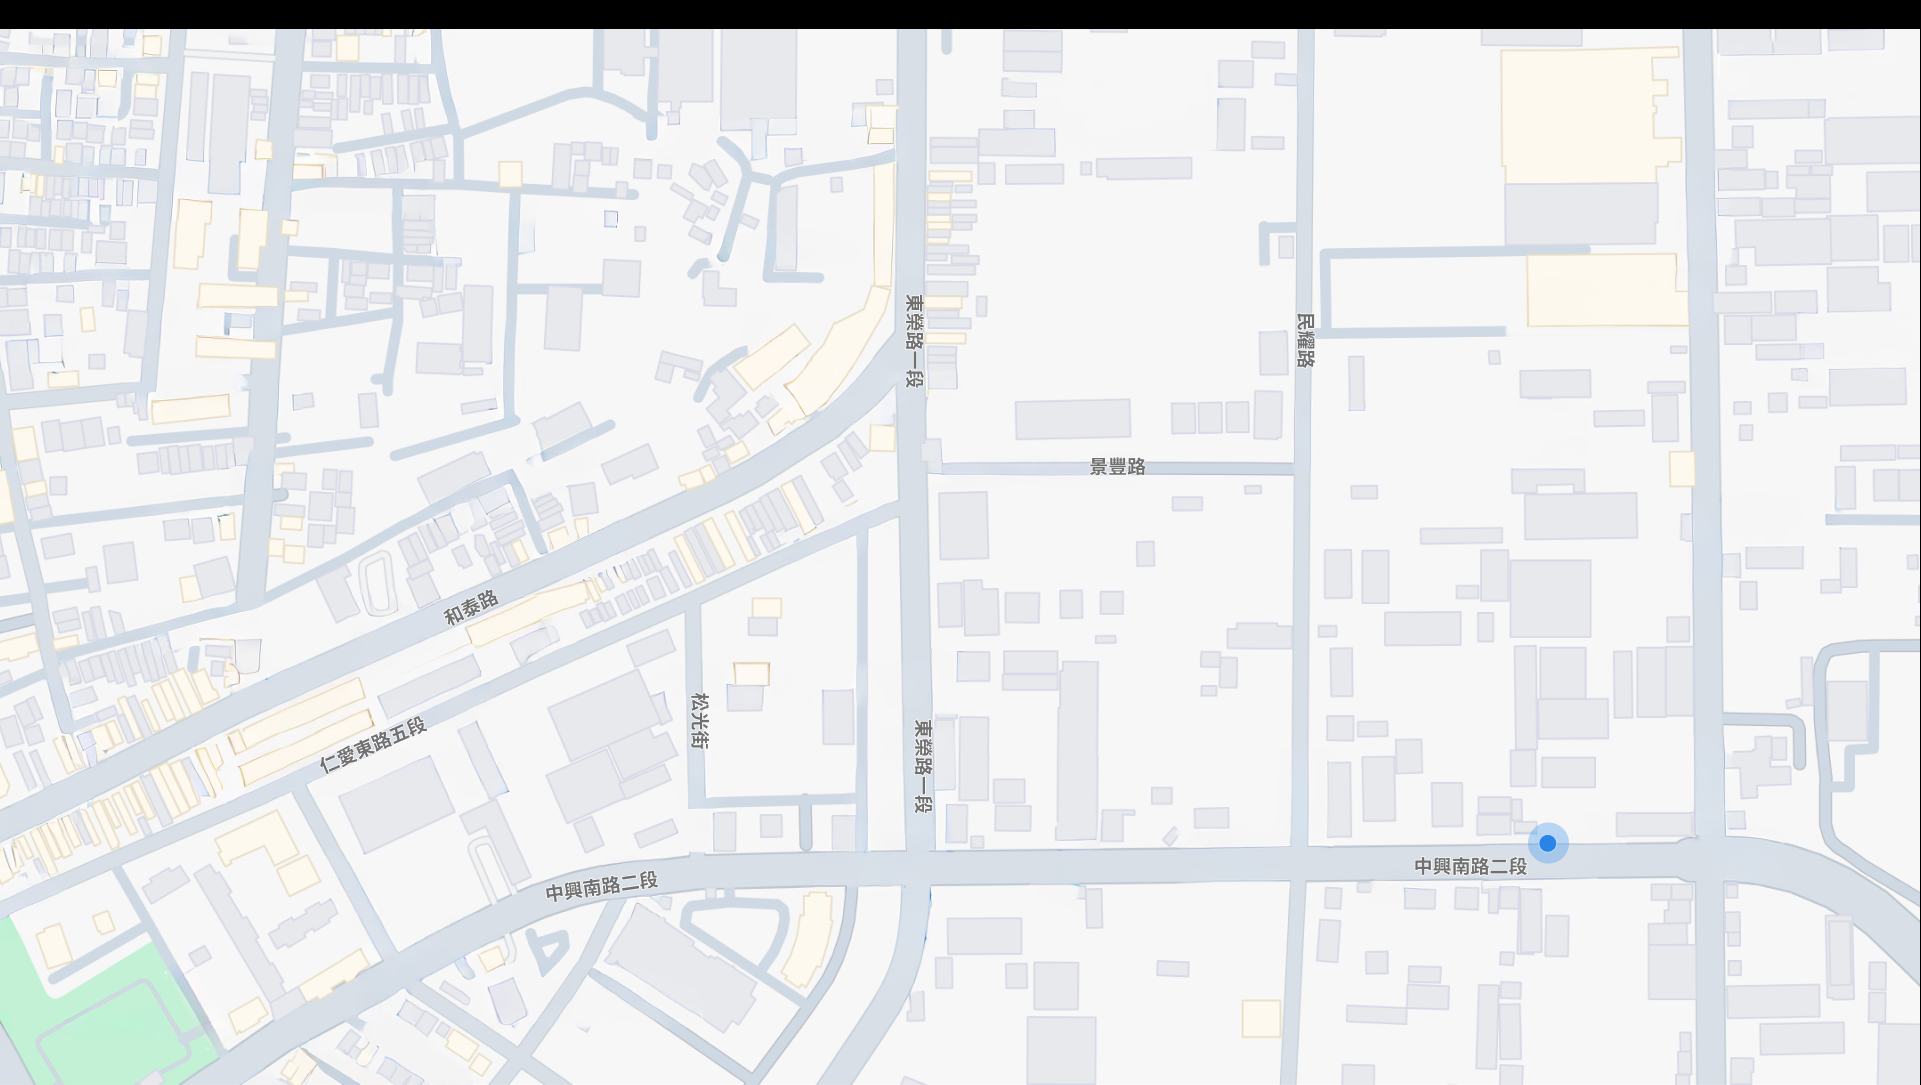 東榮路一段
民耀路
景豐路
和泰路
松光街
仁愛東路五段
東榮路一段
中興南路二段
中興南路二段